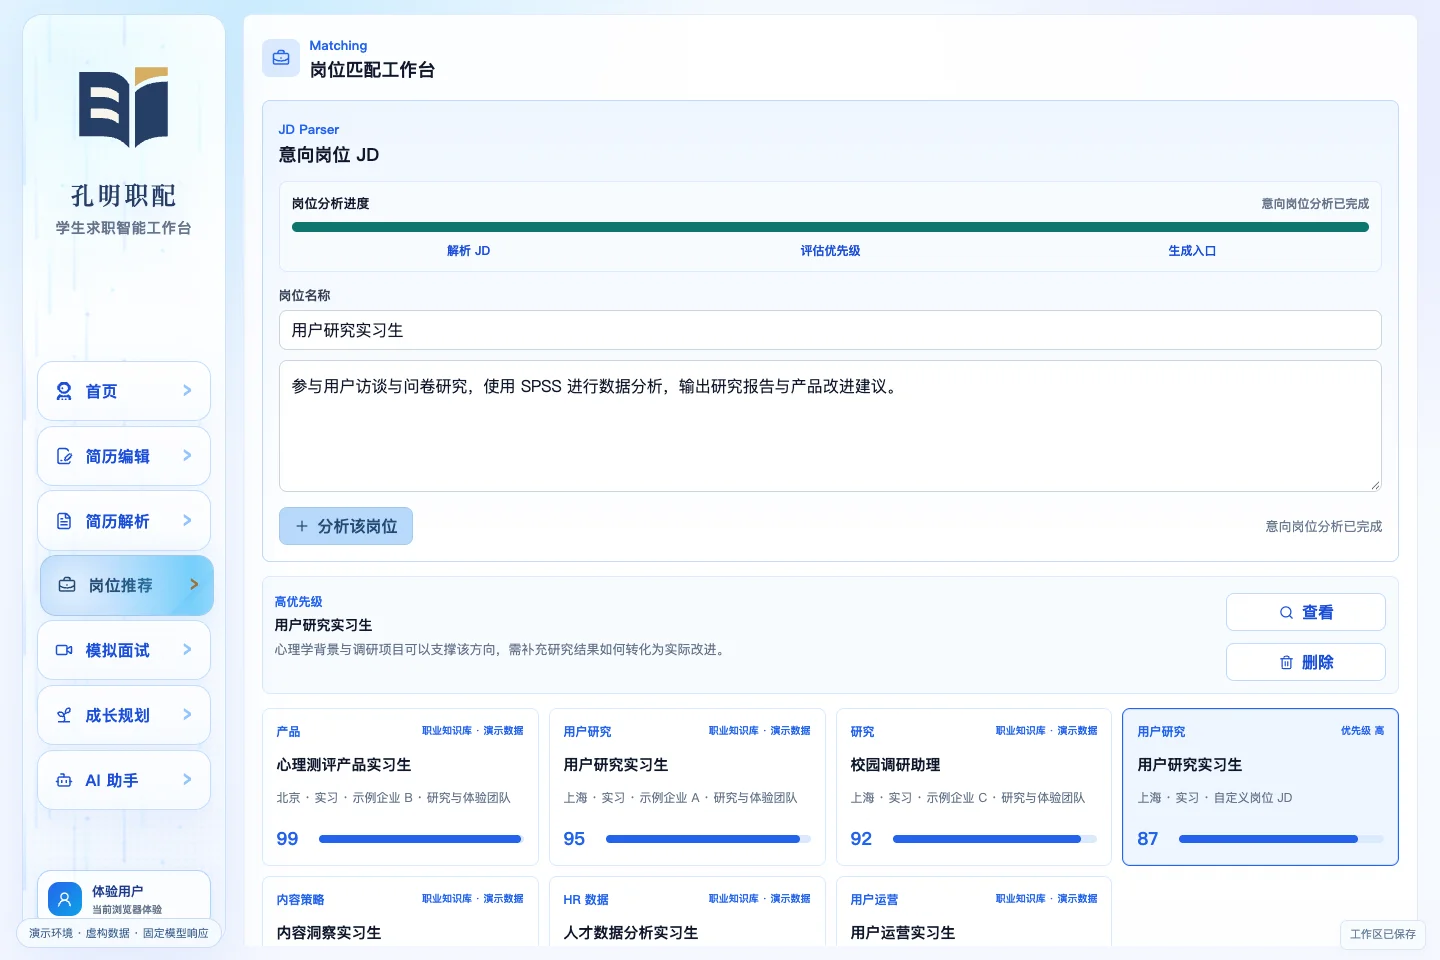 孔明职配
学生求职智能工作台
首页
简历编辑
简历解析
岗位推荐
模拟面试
成长规划
AI 助手
体验用户
当前浏览器体验
演示环境 · 虚构数据 · 固定模型响应
Matching
岗位匹配工作台
JD Parser
意向岗位 JD
岗位分析进度
意向岗位分析已完成
解析 JD
评估优先级
生成入口
岗位名称
用户研究实习生
参与用户访谈与问卷研究，使用 SPSS 进行数据分析，输出研究报告与产品改进建议。
分析该岗位
意向岗位分析已完成
高优先级
用户研究实习生
心理学背景与调研项目可以支撑该方向，需补充研究结果如何转化为实际改进。
查看
删除
产品
职业知识库 · 演示数据
心理测评产品实习生
北京 · 实习 · 示例企业 B · 研究与体验团队
99
用户研究
职业知识库 · 演示数据
用户研究实习生
上海 · 实习 · 示例企业 A · 研究与体验团队
95
研究
职业知识库 · 演示数据
校园调研助理
上海 · 实习 · 示例企业 C · 研究与体验团队
92
用户研究
优先级 高
用户研究实习生
上海 · 实习 · 自定义岗位 JD
87
内容策略
职业知识库 · 演示数据
内容洞察实习生
HR 数据
职业知识库 · 演示数据
人才数据分析实习生
用户运营
职业知识库 · 演示数据
用户运营实习生
工作区已保存